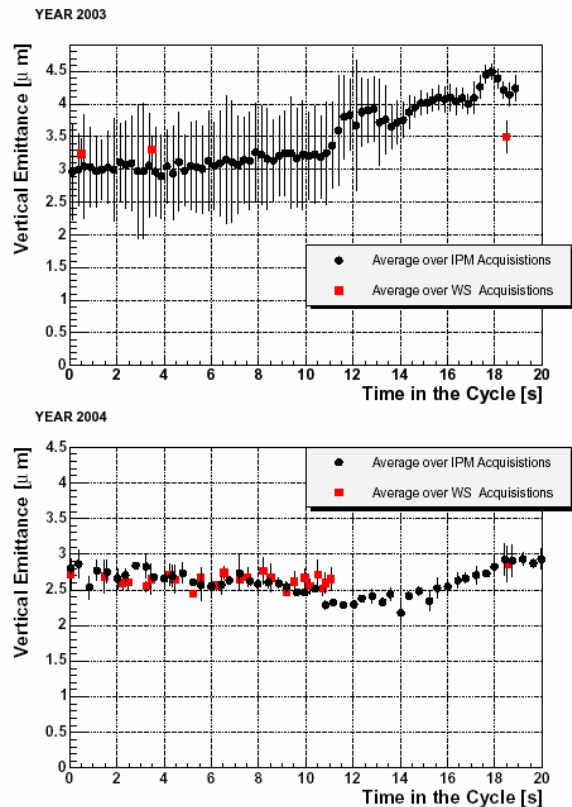 YEAR 2003
Vertical Emittance [μ m]
4.5
4
3.5
3
2.5
2
1.5
1
0.5
0
Average over IPM Acquisistions
Average over WS Acquisistions
0 2 4 6 8 10 12 14 16 18 20
Time in the Cycle [s]
YEAR 2004
Vertical Emittance [μ m]
4.5
4
3.5
3
2.5
2
1.5
1
0.5
0
Average over IPM Acquisistions
Average over WS Acquisistions
0 2 4 6 8 10 12 14 16 18 20
Time in the Cycle [s]